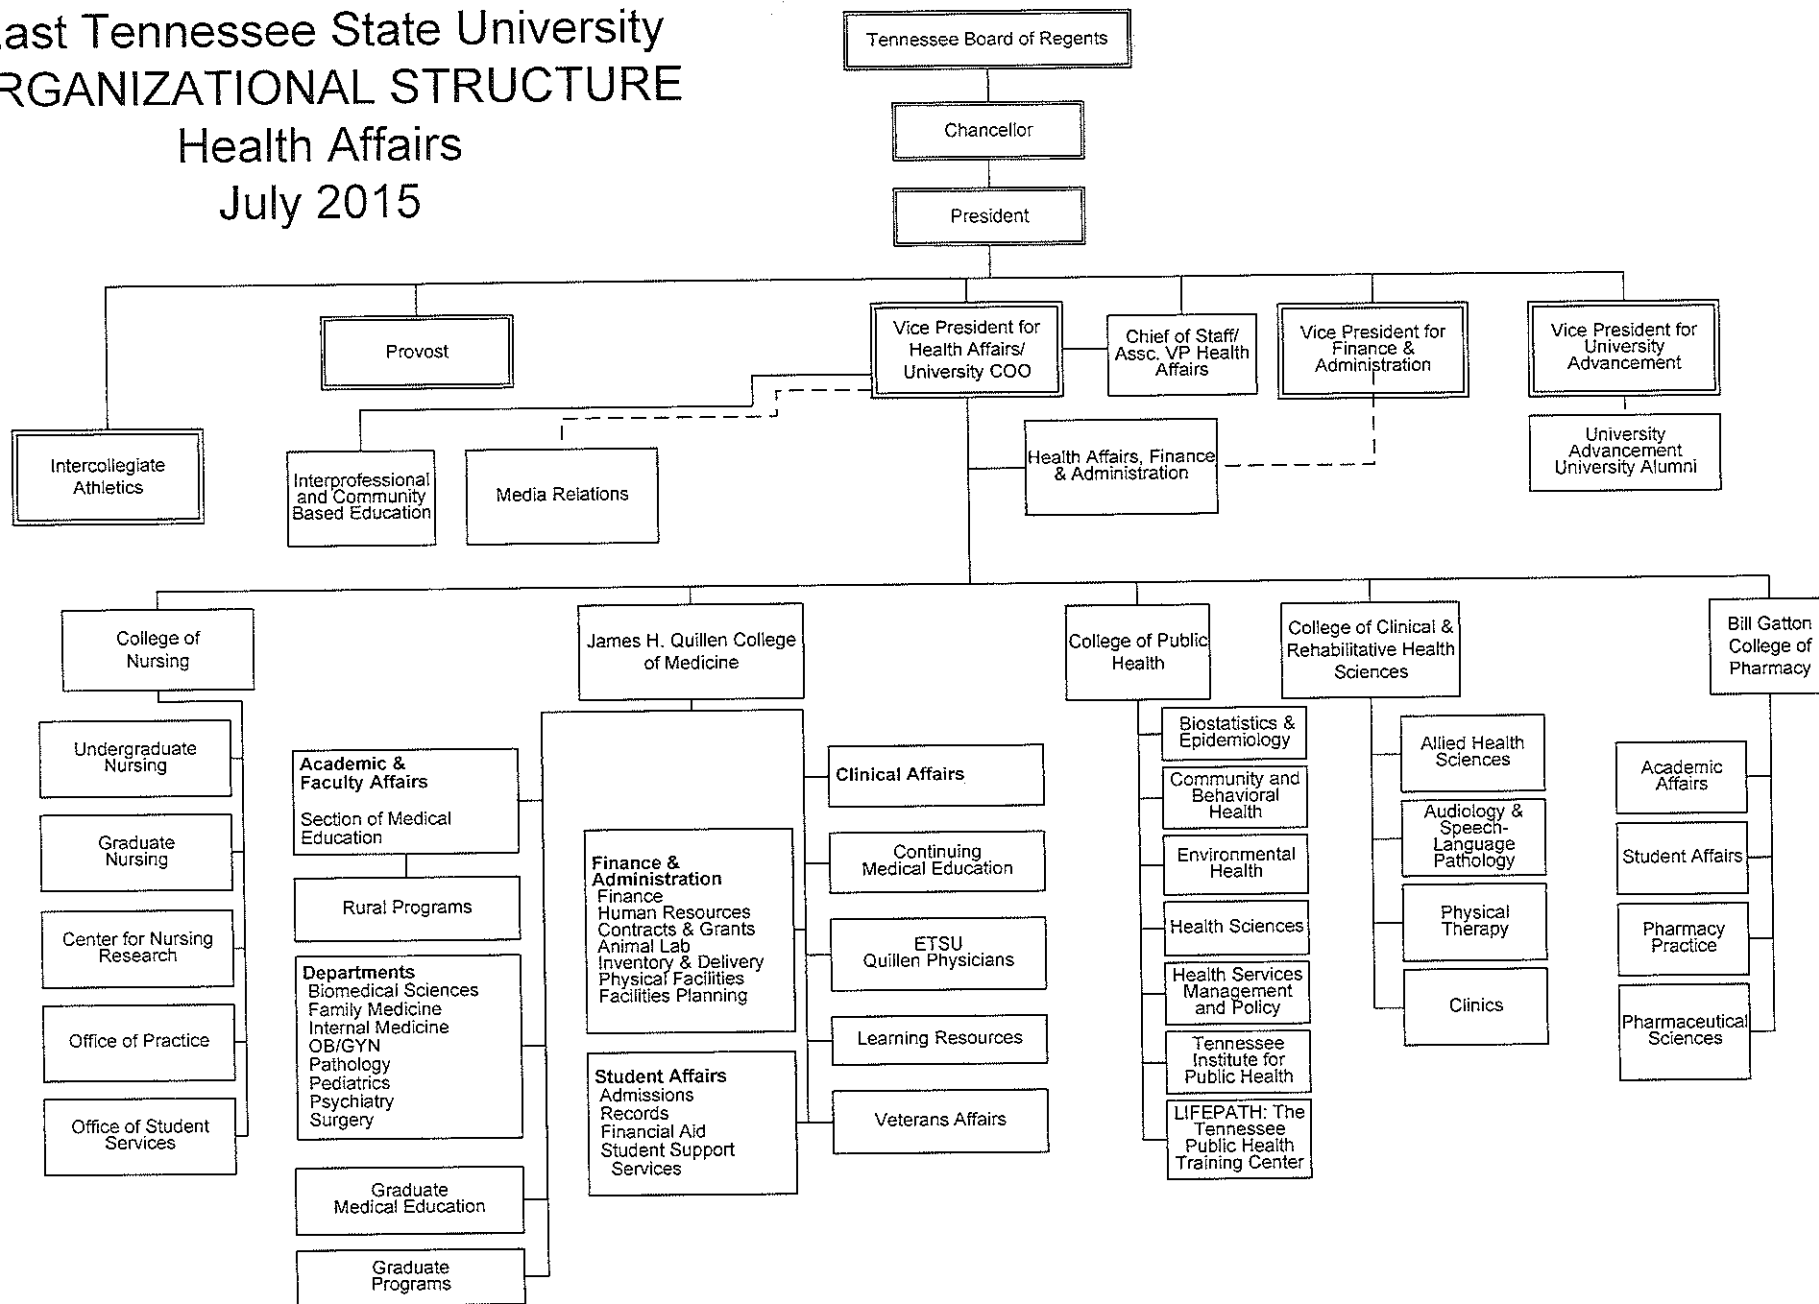 ast Tennessee State University
RGANIZATIONAL STRUCTURE
Health Affairs
July 2015
Tennessee Board of Regents
Chancellor
President
Provost
Vice President for
Health Affairs/
University COO
Chief of Staff/
Assc. VP Health
Affairs
Vice President for
Finance &
Administration
Vice President for
University
Advancement
Intercollegiate
Athletics
Interprofessional
and Community
Based Education
Media Relations
Health Affairs, Finance
& Administration
University
Advancement
University Alumni
College of
Nursing
James H. Quillen College
of Medicine
College of Public
Health
College of Clinical &
Rehabilitative Health
Sciences
Bill Gatton
College of
Pharmacy
Undergraduate
Nursing
Graduate
Nursing
Center for Nursing
Research
Office of Practice
Office of Student
Services
Academic &
Faculty Affairs
Section of Medical
Education
Rural Programs
Departments
Biomedical Sciences
Family Medicine
Internal Medicine
OB/GYN
Pathology
Pediatrics
Psychiatry
Surgery
Graduate
Medical Education
Graduate
Programs
Finance &
Administration
Finance
Human Resources
Contracts & Grants
Animal Lab
Inventory & Delivery
Physical Facilities
Facilities Planning
Student Affairs
Admissions
Records
Financial Aid
Student Support
Services
Clinical Affairs
Continuing
Medical Education
ETSU
Quillen Physicians
Learning Resources
Veterans Affairs
Biostatistics &
Epidemiology
Community and
Behavioral
Health
Environmental
Health
Health Sciences
Health Services
Management
and Policy
Tennessee
Institute for
Public Health
LIFEPATH: The
Tennessee
Public Health
Training Center
Allied Health
Sciences
Audiology &
Speech-
Language
Pathology
Physical
Therapy
Clinics
Academic
Affairs
Student Affairs
Pharmacy
Practice
Pharmaceutical
Sciences